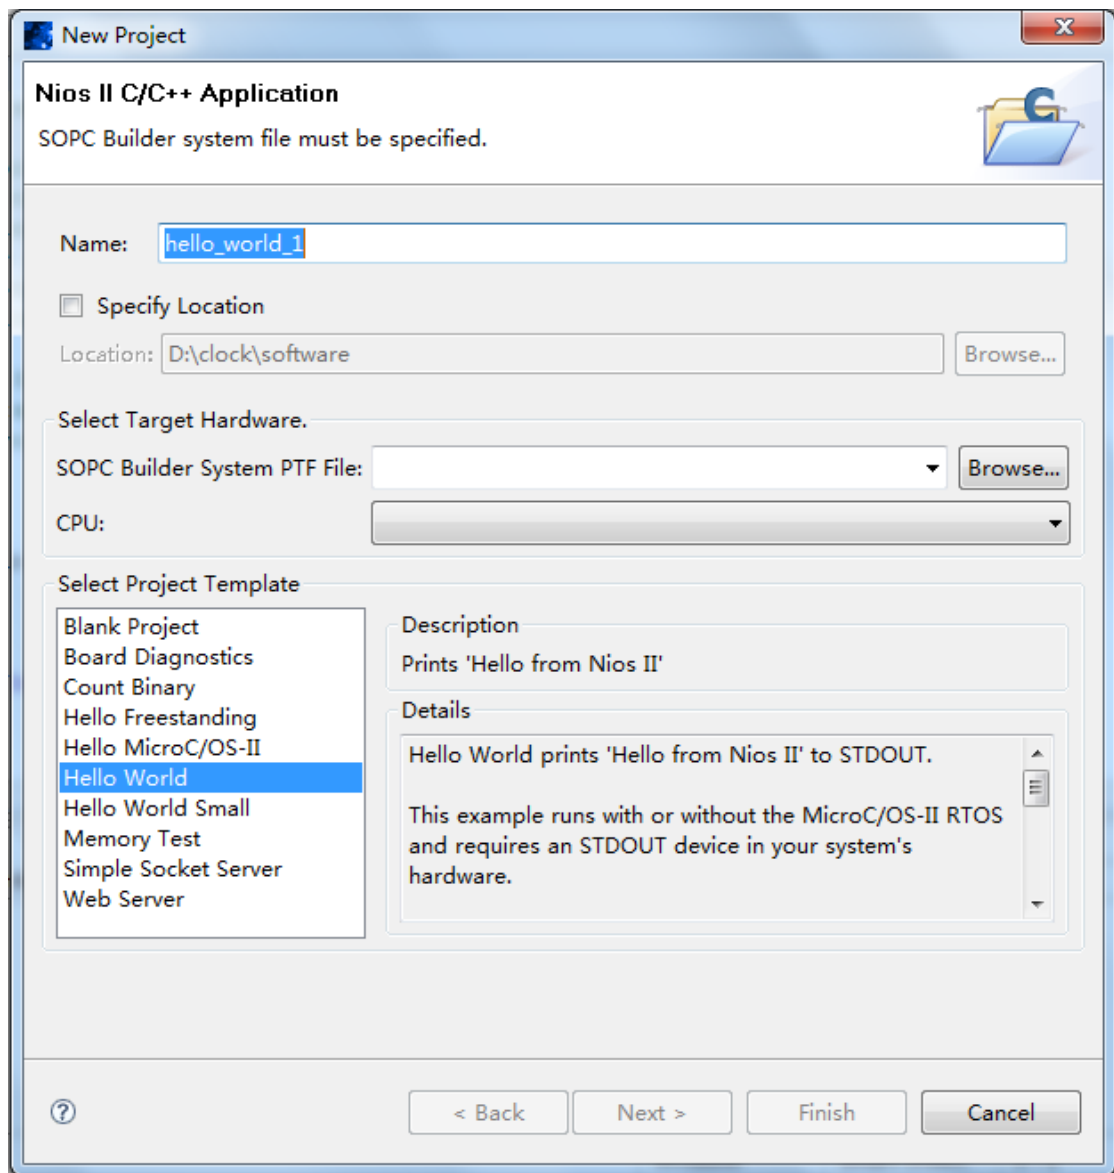 New Project
Nios II C/C++ Application
SOPC Builder system file must be specified.
Name: hello_world_1
Specify Location
Location: D:\clock\software Browse...
Select Target Hardware.
SOPC Builder System PTF File: Browse...
CPU:
Select Project Template
Blank Project
Board Diagnostics
Count Binary
Hello Freestanding
Hello MicroC/OS-II
Hello World
Hello World Small
Memory Test
Simple Socket Server
Web Server
Description
Prints 'Hello from Nios II'
Details
Hello World prints 'Hello from Nios II' to STDOUT.
This example runs with or without the MicroC/OS-II RTOS
and requires an STDOUT device in your system's
hardware.
? < Back Next > Finish Cancel